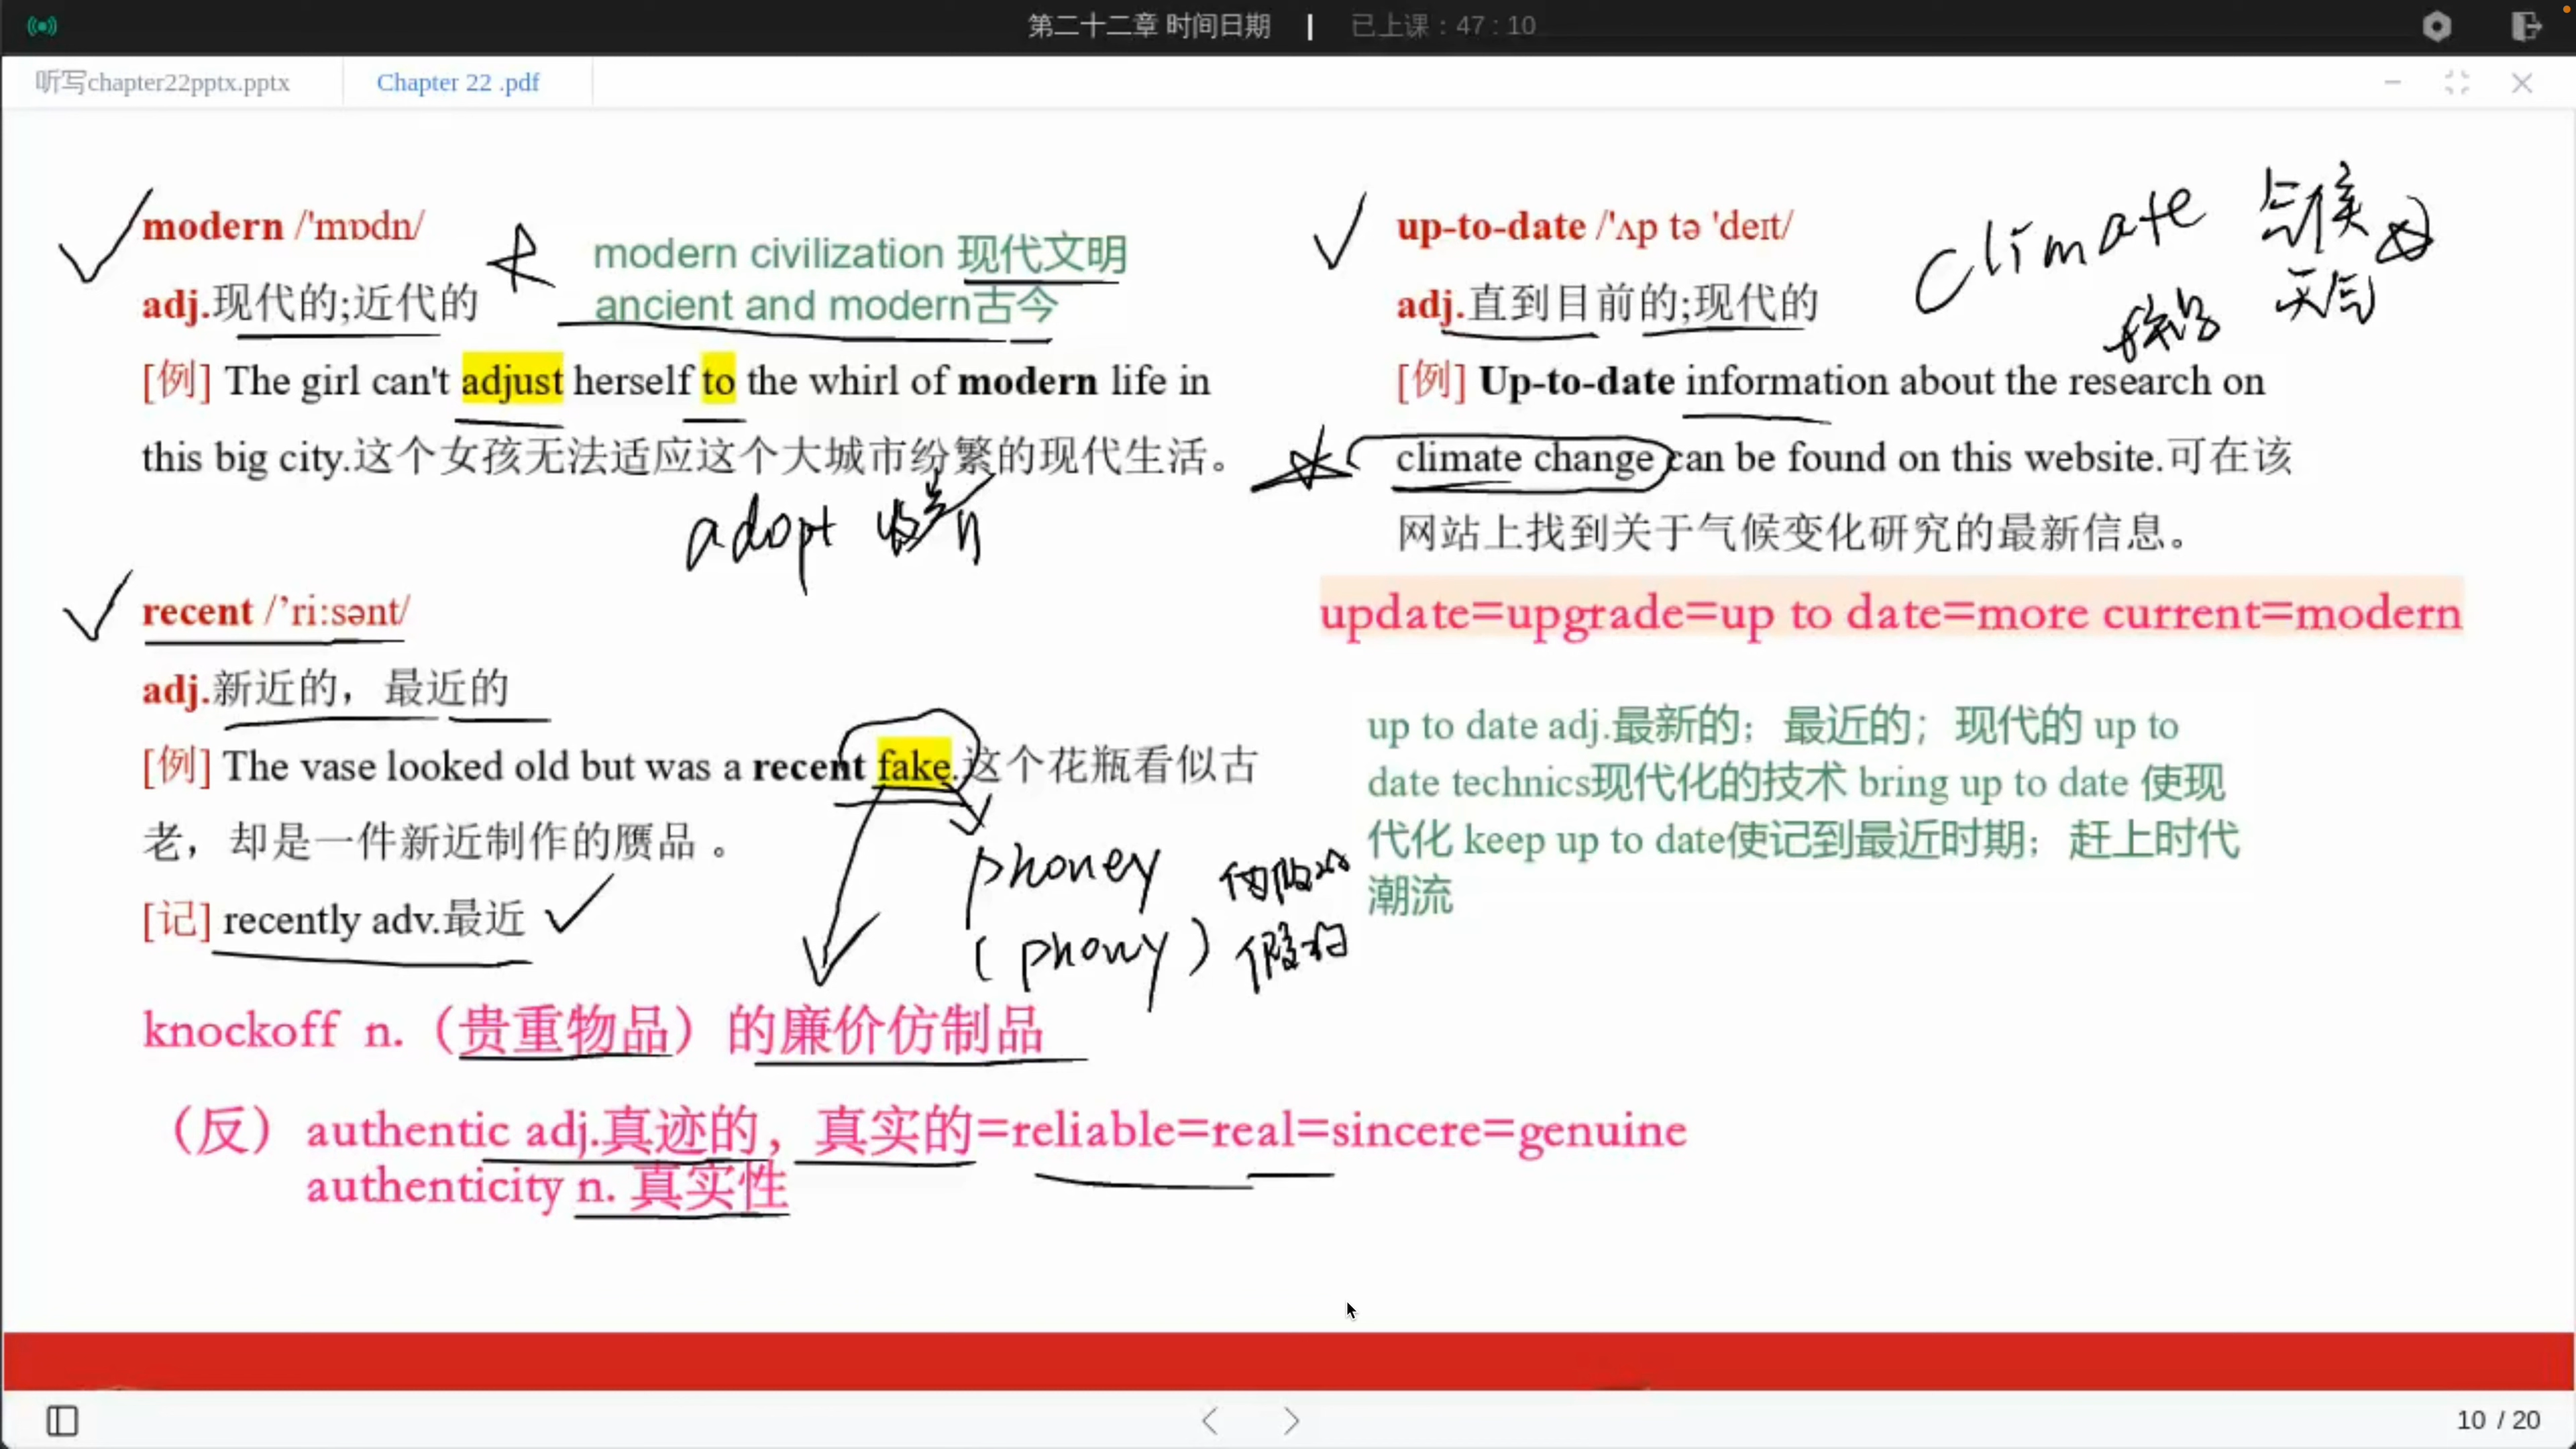 第二十二章 时间日期 | 已上课：47 : 10
听写chapter22pptx.pptx
Chapter 22 .pdf
modern /'mɒdn/
adj.现代的;近代的
modern civilization 现代文明
ancient and modern古今
[例] The girl can't adjust herself to the whirl of modern life in
this big city.这个女孩无法适应这个大城市纷繁的现代生活。
adopt
recent /’ri:sənt/
adj.新近的，最近的
[例] The vase looked old but was a recent fake.这个花瓶看似古
老，却是一件新近制作的赝品 。
[记] recently adv.最近
phoney
(phony) 假的
knockoff n.（贵重物品）的廉价仿制品
（反）authentic adj.真迹的，真实的=reliable=real=sincere=genuine
authenticity n. 真实性
up-to-date /'ʌp tə 'deɪt/
adj.直到目前的;现代的
climate 气候
天气
[例] Up-to-date information about the research on
climate change can be found on this website.可在该
网站上找到关于气候变化研究的最新信息。
update=upgrade=up to date=more current=modern
up to date adj.最新的；最近的；现代的 up to
date technics现代化的技术 bring up to date 使现
代化 keep up to date使记到最近时期；赶上时代
潮流
10 / 20